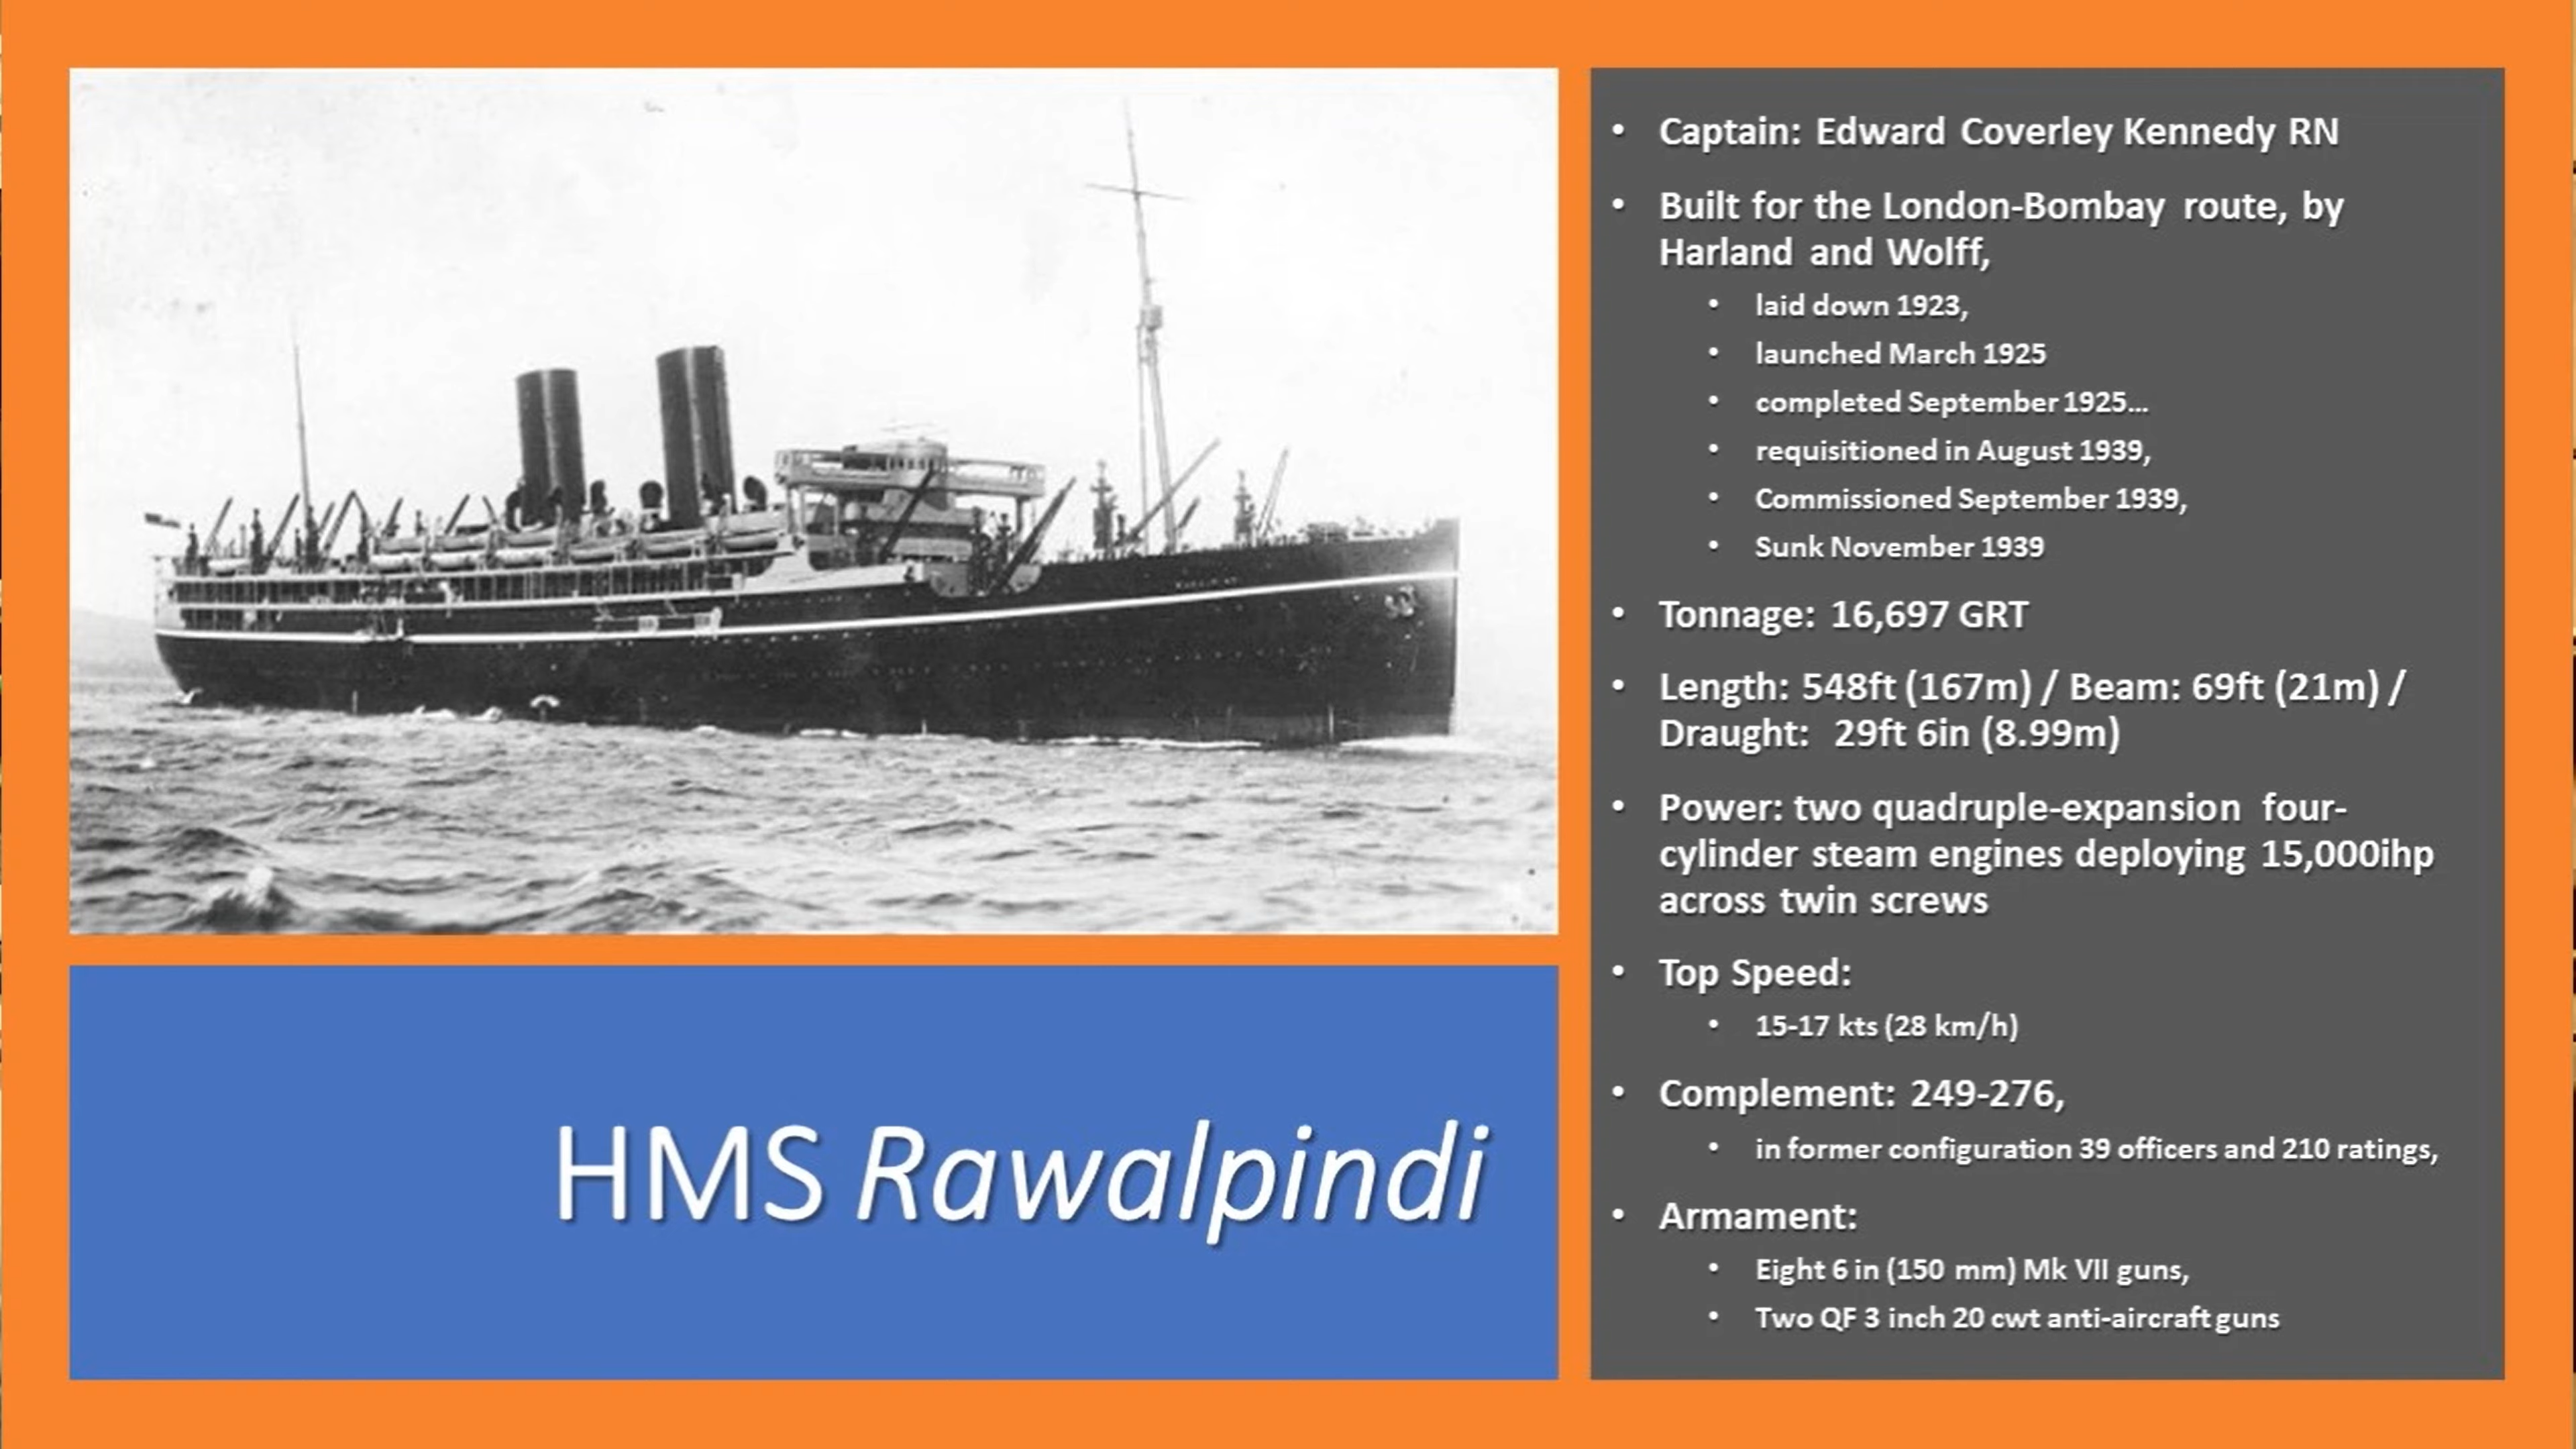 Captain: Edward Coverley Kennedy RN
Built for the London-Bombay route, by
Harland and Wolff,
laid down 1923,
launched March 1925
completed September 1925…
requisitioned in August 1939,
Commissioned September 1939,
Sunk November 1939
Tonnage: 16,697 GRT
Length: 548ft (167m) / Beam: 69ft (21m) /
Draught: 29ft 6in (8.99m)
Power: two quadruple-expansion four-
cylinder steam engines deploying 15,000ihp
across twin screws
Top Speed:
15-17 kts (28 km/h)
Complement: 249-276,
in former configuration 39 officers and 210 ratings,
Armament:
Eight 6 in (150 mm) Mk VII guns,
Two QF 3 inch 20 cwt anti-aircraft guns
HMS Rawalpindi